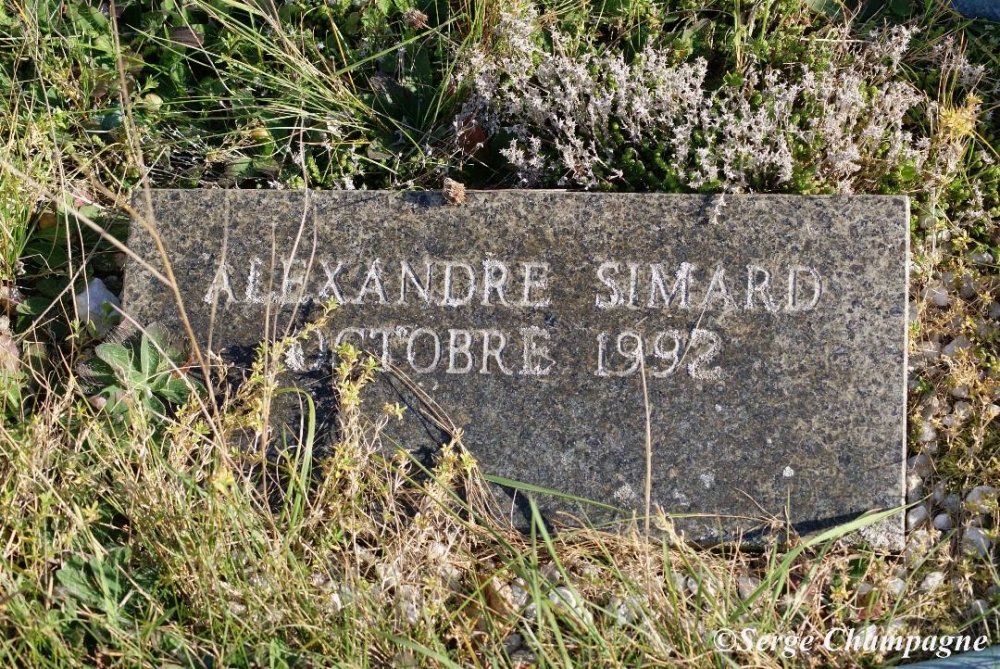 ALEXANDRE SIMARD
OCTOBRE 1992
©Serge Champagne